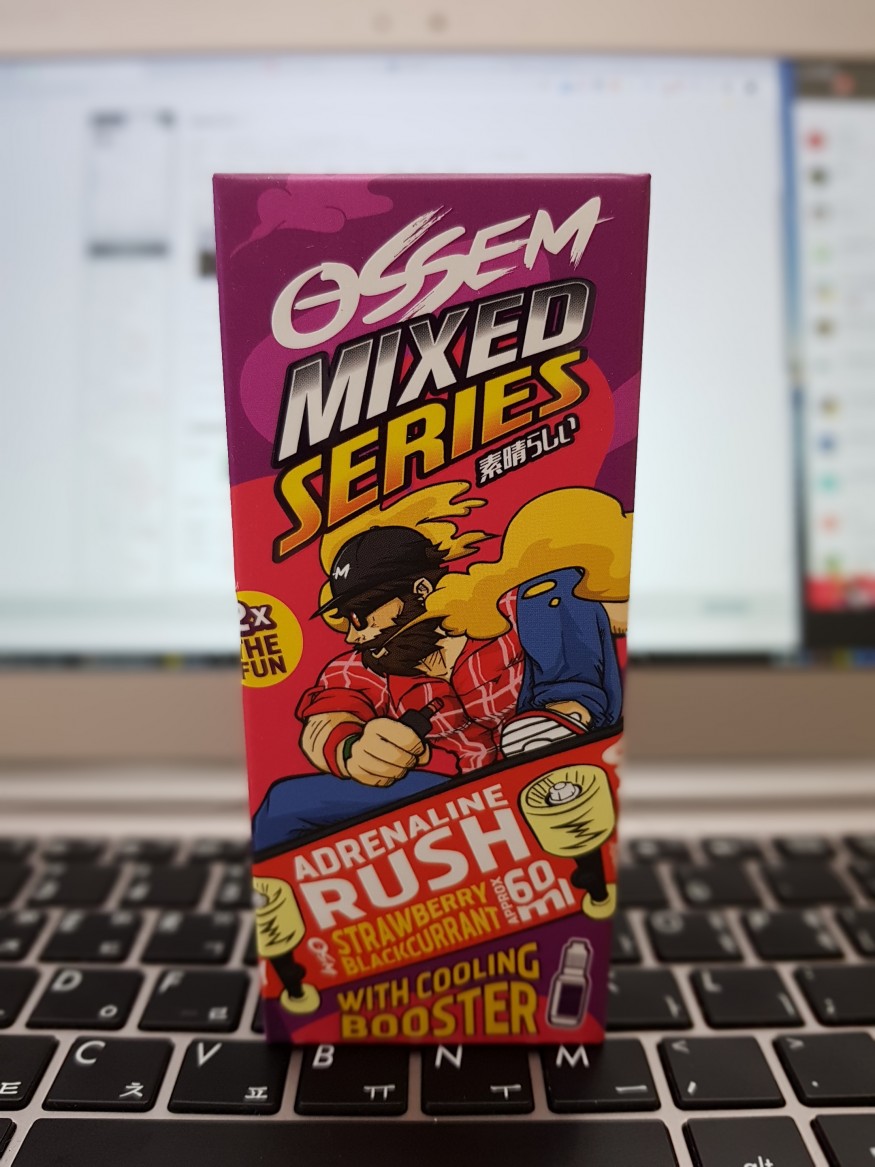 OSSEM
MIXED
SERIES
素晴らしい
2X
THE
FUN
ADRENALINE
RUSH
STRAWBERRY
BLACKCURRANT
APPROX
60
ml
WITH COOLING
BOOSTER
D ㅇ
F ㄹ
L ㅣ
C ㅊ
V ㅍ
B ㅠ
N ㅜ
M ㅡ
<
,
>
.
alt